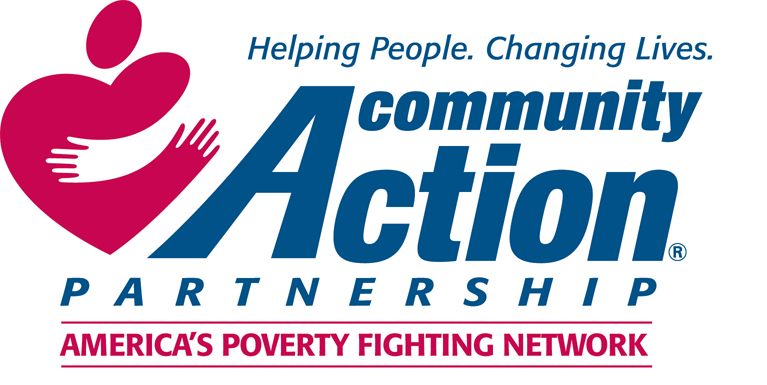 Helping People. Changing Lives.
community
Action®
PARTNERSHIP
AMERICA'S POVERTY FIGHTING NETWORK